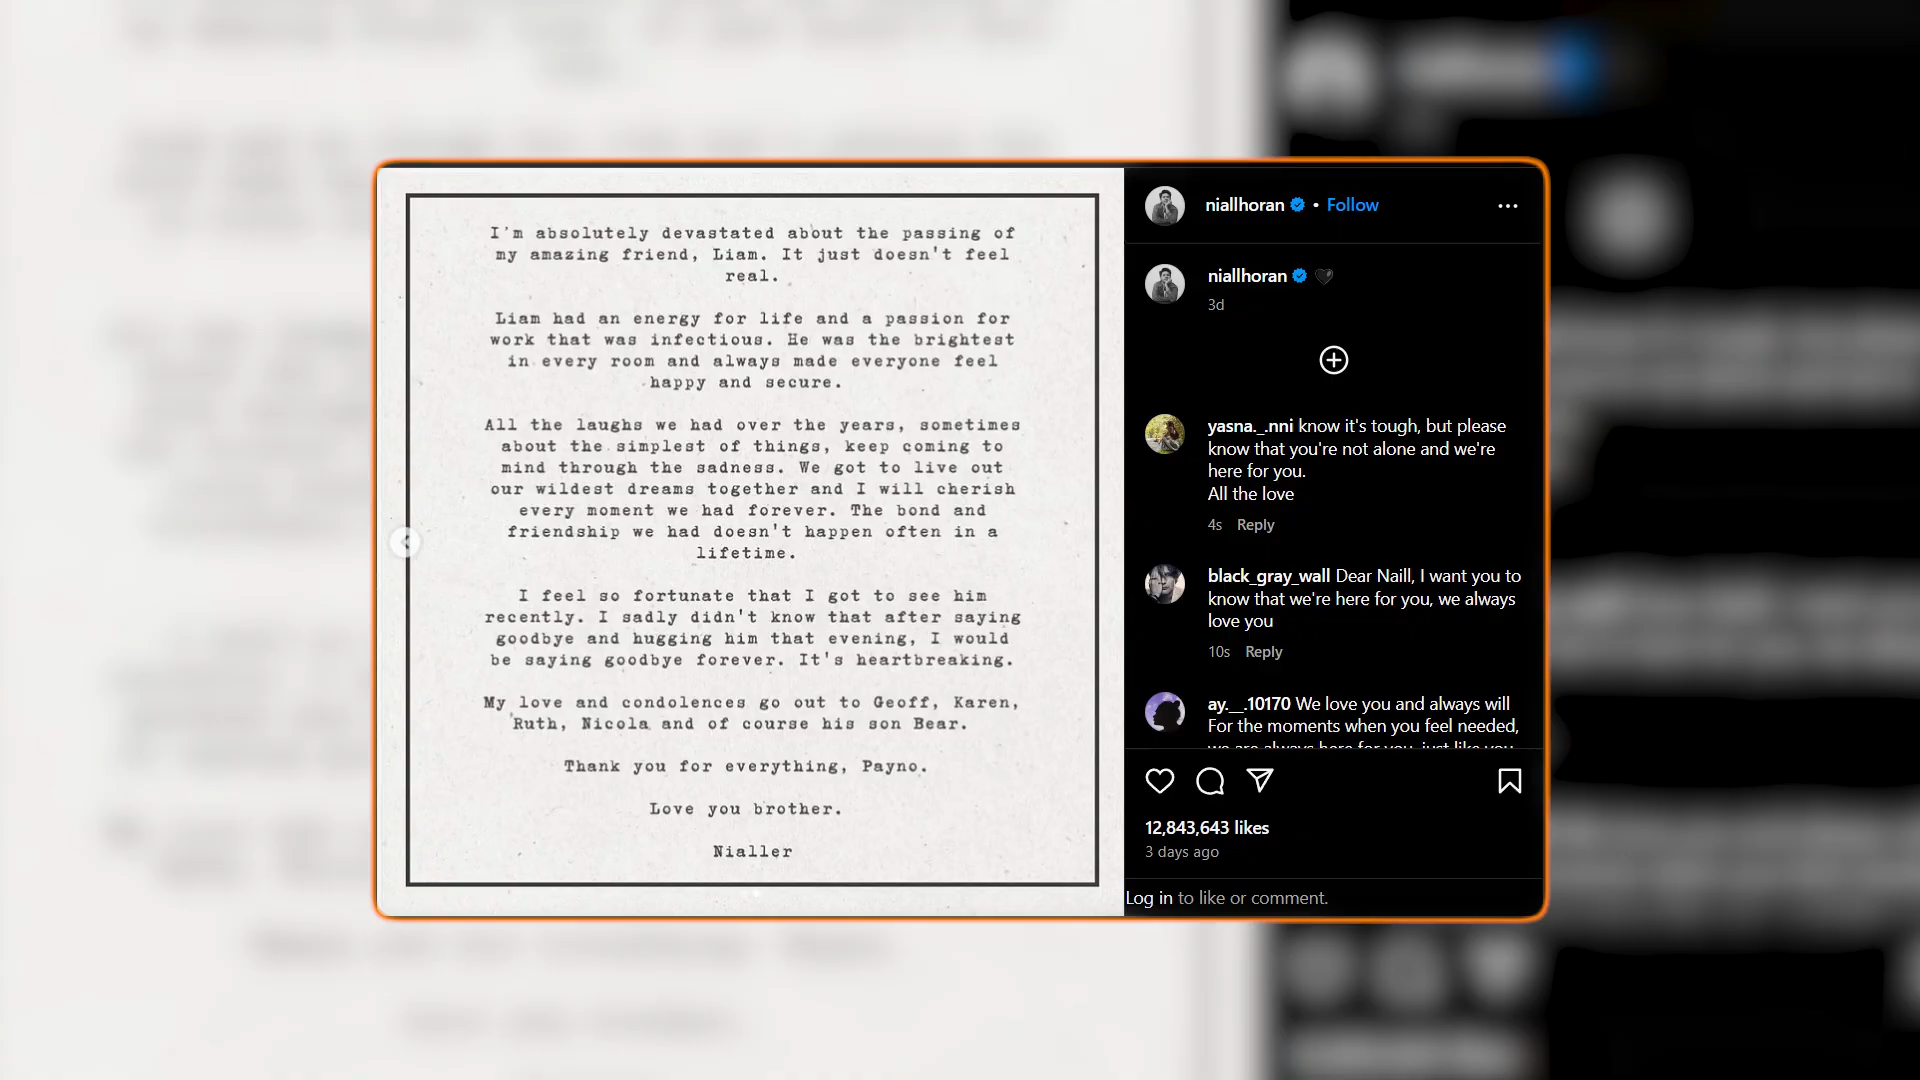 I'm absolutely devastated about the passing of
my amazing friend, Liam. It just doesn't feel
real.
Liam had an energy for life and a passion for
work that was infectious. He was the brightest
in every room and always made everyone feel
happy and secure.
All the laughs we had over the years, sometimes
about the simplest of things, keep coming to
mind through the sadness. We got to live out
our wildest dreams together and I will cherish
every moment we had forever. The bond and
friendship we had doesn't happen often in a
lifetime.
I feel so fortunate that I got to see him
recently. I sadly didn't know that after saying
goodbye and hugging him that evening, I would
be saying goodbye forever. It's heartbreaking.
My love and condolences go out to Geoff, Karen,
Ruth, Nicola and of course his son Bear.
Thank you for everything, Payno.
Love you brother.
Nialler
niallhoran • Follow
niallhoran 🖤
3d
yasna._.nni know it's tough, but please
know that you're not alone and we're
here for you.
All the love
4s Reply
black_gray_wall Dear Naill, I want you to
know that we're here for you, we always
love you
10s Reply
ay.__.10170 We love you and always will
For the moments when you feel needed,
we are always here for you, just like you
12,843,643 likes
3 days ago
Log in to like or comment.